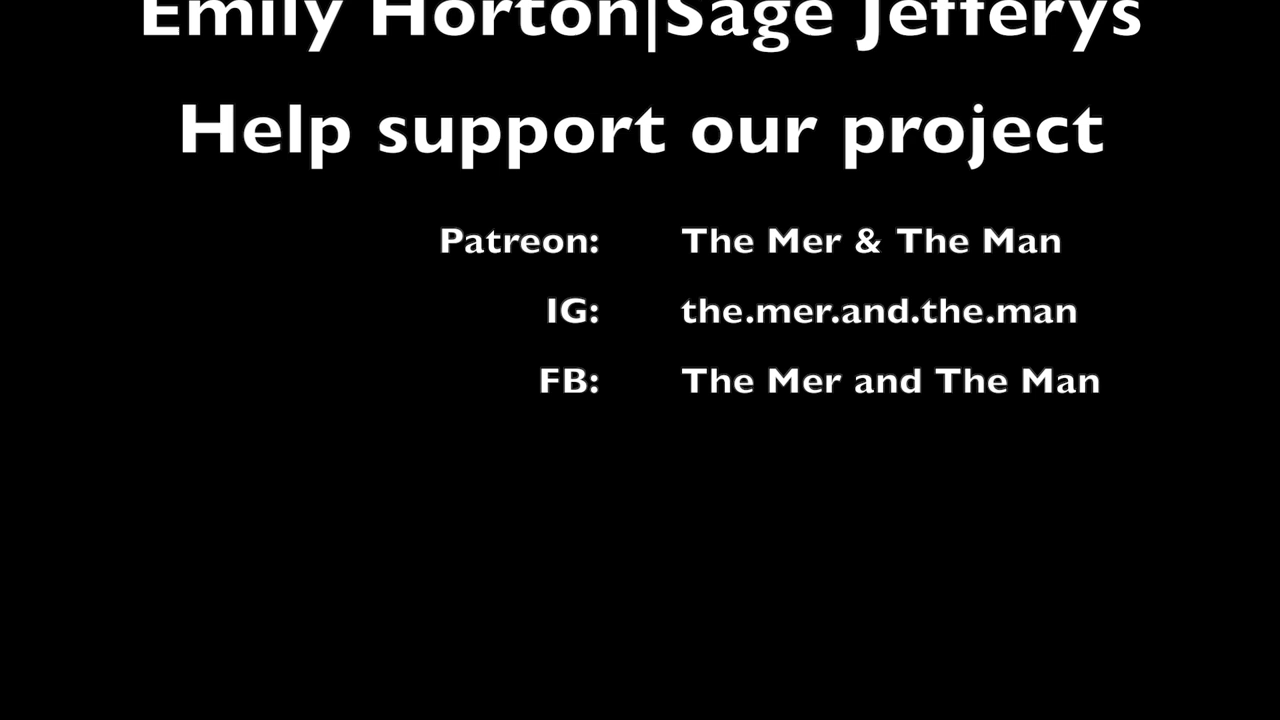 Emily Horton|Sage Jefferys
Help support our project
Patreon: The Mer & The Man
IG: the.mer.and.the.man
FB: The Mer and The Man